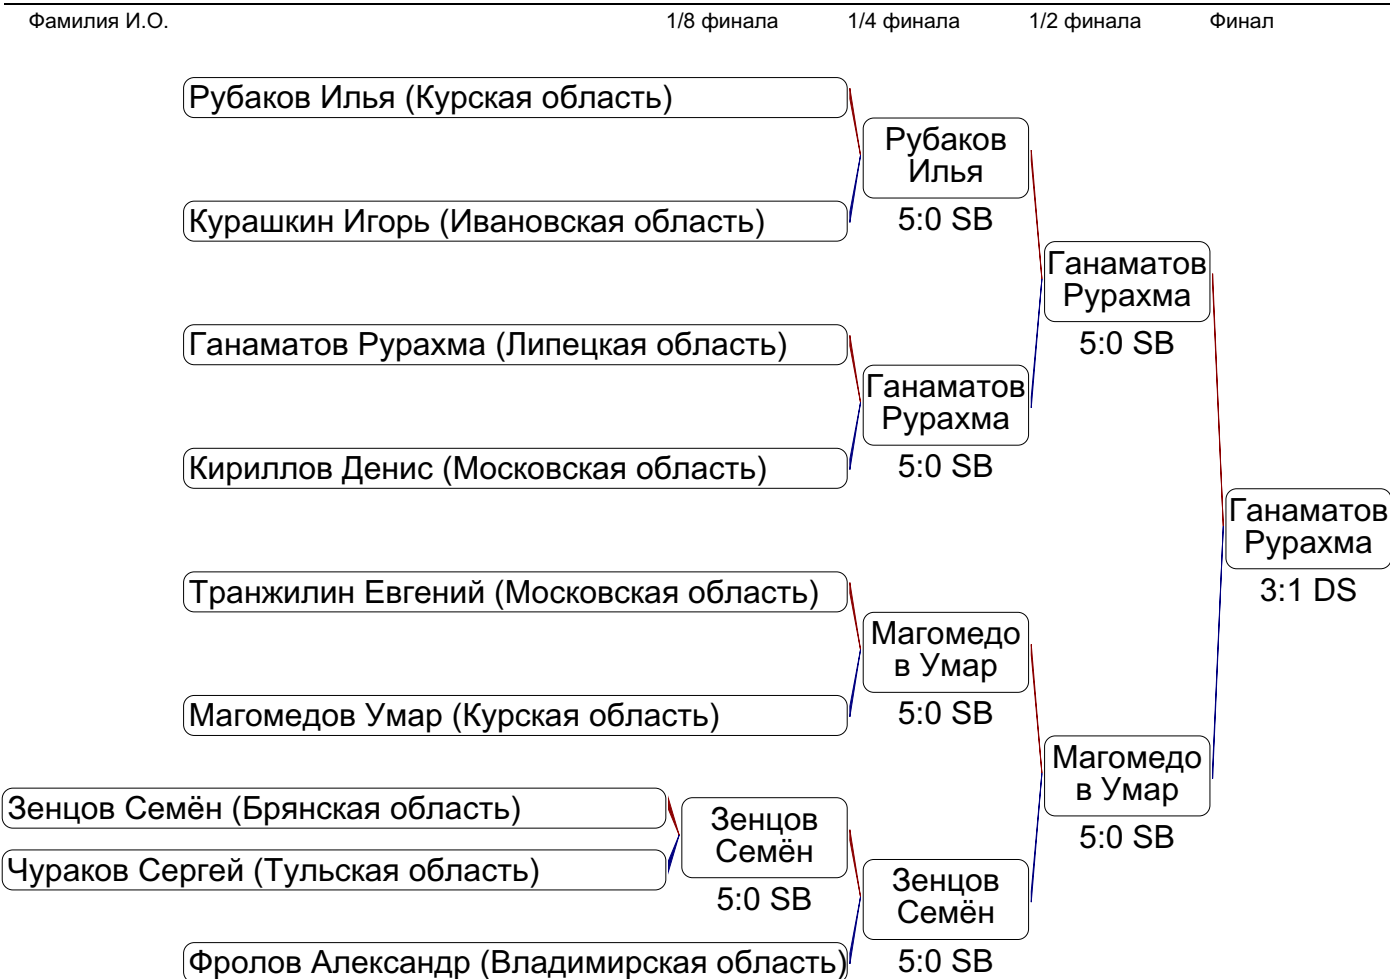 Фамилия И.О. 1/8 финала 1/4 финала 1/2 финала Финал
Рубаков Илья (Курская область)
Рубаков
Илья
5:0 SB
Курашкин Игорь (Ивановская область)
Ганаматов
Рурахма
5:0 SB
Ганаматов Рурахма (Липецкая область)
Ганаматов
Рурахма
5:0 SB
Кириллов Денис (Московская область)
Ганаматов
Рурахма
3:1 DS
Транжилин Евгений (Московская область)
Магомедо
в Умар
5:0 SB
Магомедов Умар (Курская область)
Магомедо
в Умар
5:0 SB
Зенцов Семён (Брянская область)
Зенцов
Семён
5:0 SB
Чураков Сергей (Тульская область)
Зенцов
Семён
5:0 SB
Фролов Александр (Владимирская область)